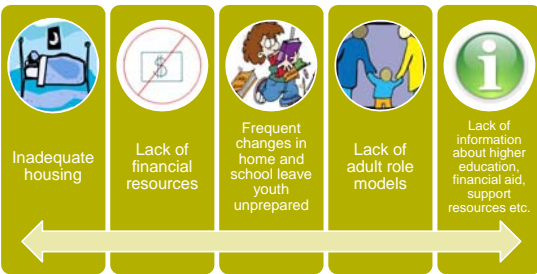 Inadequate
housing
Lack of
financial
resources
Frequent
changes in
home and
school leave
youth
unprepared
Lack of
adult role
models
Lack of
information
about higher
education,
financial aid,
support
resources etc.
$
i